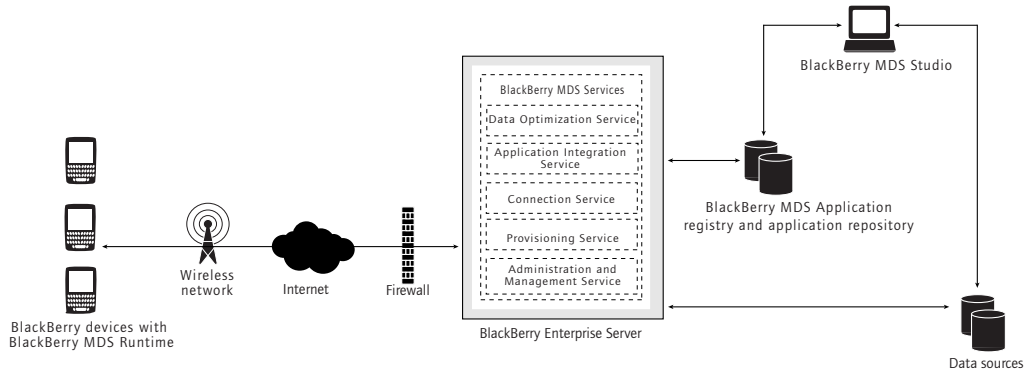 BlackBerry MDS Studio
BlackBerry MDS Services
Data Optimization Service
Application Integration
Service
Connection Service
Provisioning Service
Administration and
Management Service
BlackBerry Enterprise Server
BlackBerry MDS Application
registry and application repository
Wireless
network
Internet
Firewall
BlackBerry devices with
BlackBerry MDS Runtime
Data sources